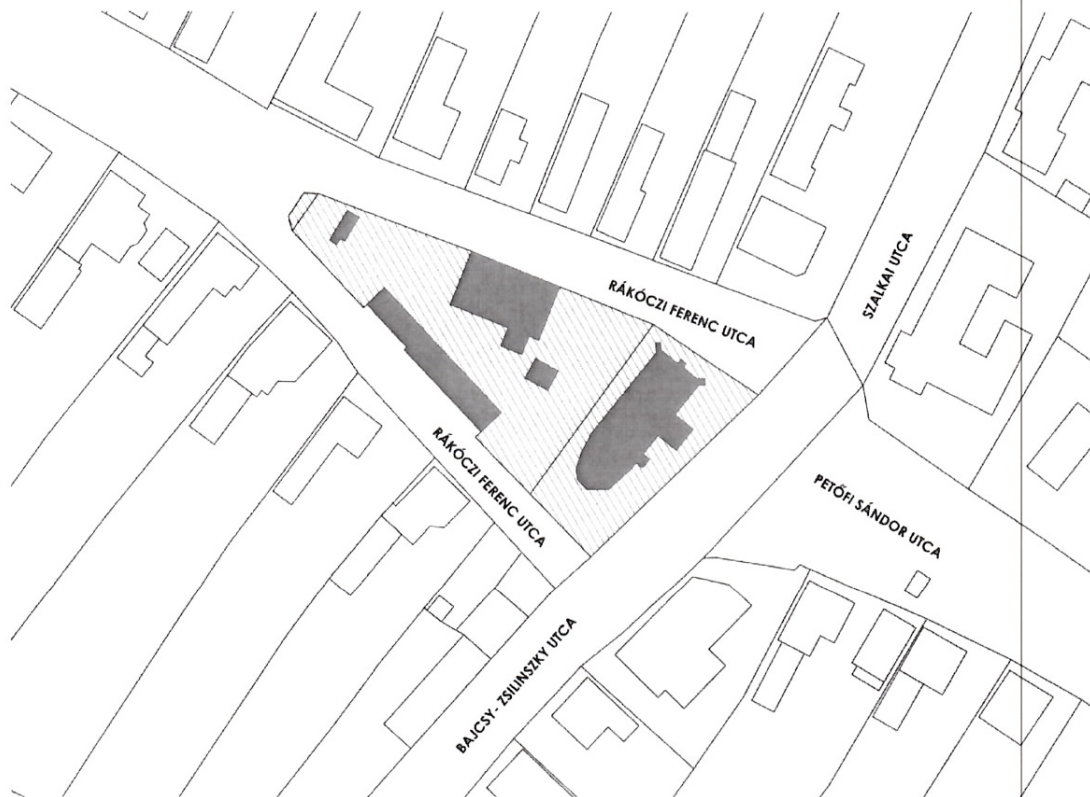 SZALKAI UTCA
RÁKÓCZI FERENC UTCA
RÁKÓCZI FERENC UTCA
PETŐFI SÁNDOR UTCA
BAJCSY - ZSILINSZKY UTCA